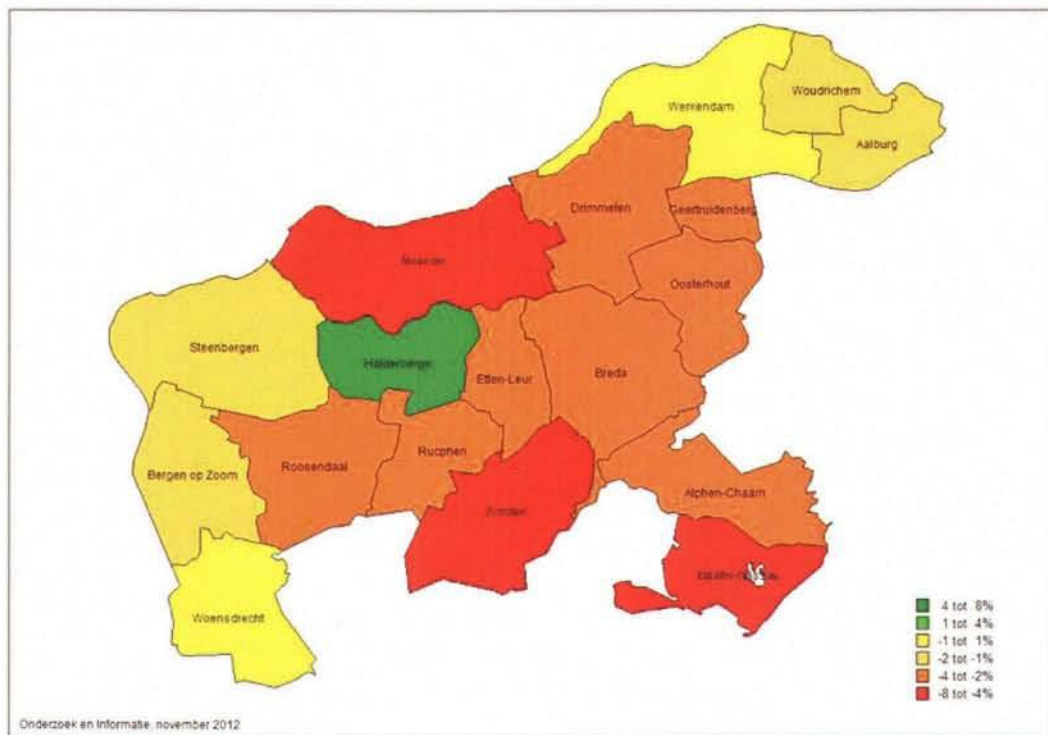 Woudrichem
Werkendam
Aalburg
Drimmelen
Geertruidenberg
Moerdijk
Oosterhout
Steenbergen
Halderberge
Etten-Leur
Breda
Rucphen
Roosendaal
Bergen op Zoom
Alphen-Chaam
Zundert
Woensdrecht
4 tot 8%
1 tot 4%
-1 tot 1%
-2 tot -1%
-4 tot -2%
-8 tot -4%
Onderzoek en Informatie, november 2012